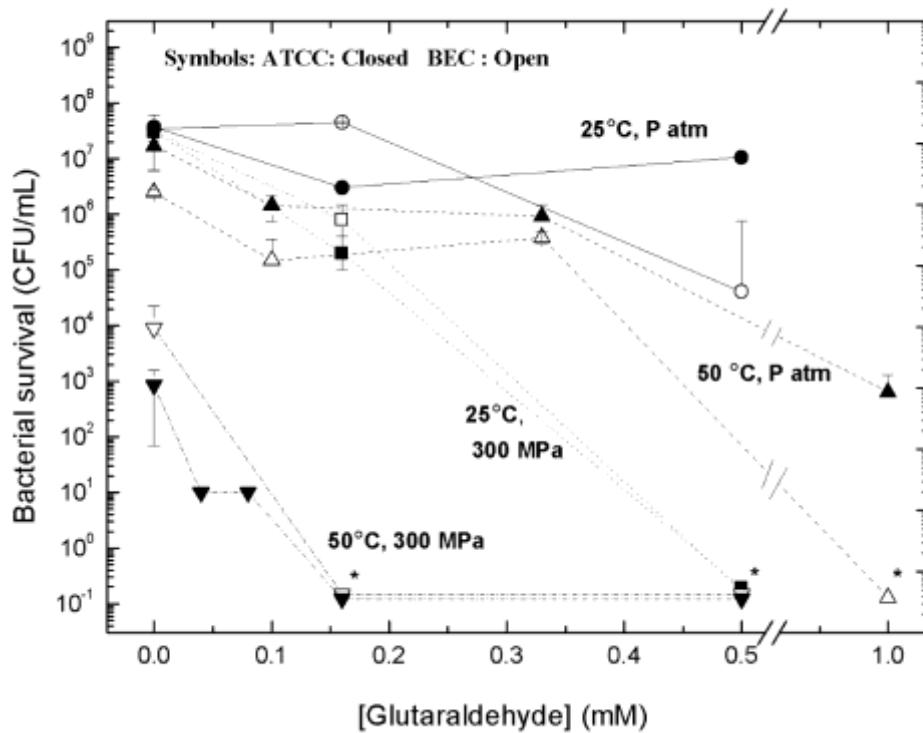 Symbols: ATCC: Closed BEC : Open
10⁹
10⁸
10⁷
10⁶
10⁵
10⁴
10³
10²
10¹
10⁰
10⁻¹
Bacterial survival (CFU/mL)
25°C, P atm
50 °C, P atm
25°C,
300 MPa
50°C, 300 MPa
*
*
*
0.0 0.1 0.2 0.3 0.4 0.5 1.0
[Glutaraldehyde] (mM)